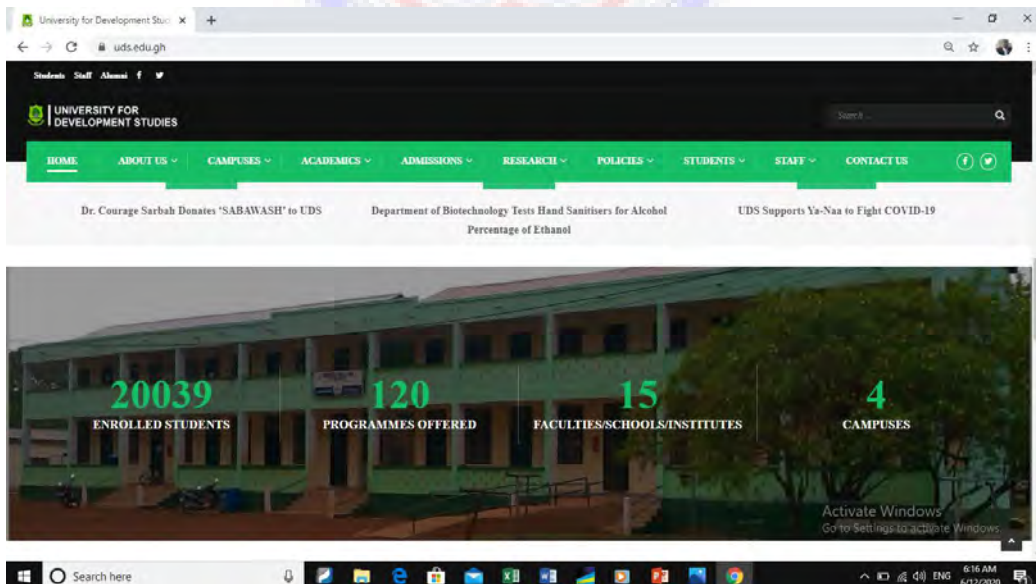 University for Development Stud
uds.edu.gh
Students Staff Alumni
UNIVERSITY FOR
DEVELOPMENT STUDIES
Search ...
HOME ABOUT US CAMPUSES ACADEMICS ADMISSIONS RESEARCH POLICIES STUDENTS STAFF CONTACT US
Dr. Courage Sarbah Donates 'SABAWASH' to UDS
Department of Biotechnology Tests Hand Sanitisers for Alcohol
Percentage of Ethanol
UDS Supports Ya-Naa to Fight COVID-19
20039 120 15 4
ENROLLED STUDENTS PROGRAMMES OFFERED FACULTIES/SCHOOLS/INSTITUTES CAMPUSES
Activate Windows
Go to Settings to activate Windows.
Search here
ENG
6:16 AM
6/12/2020